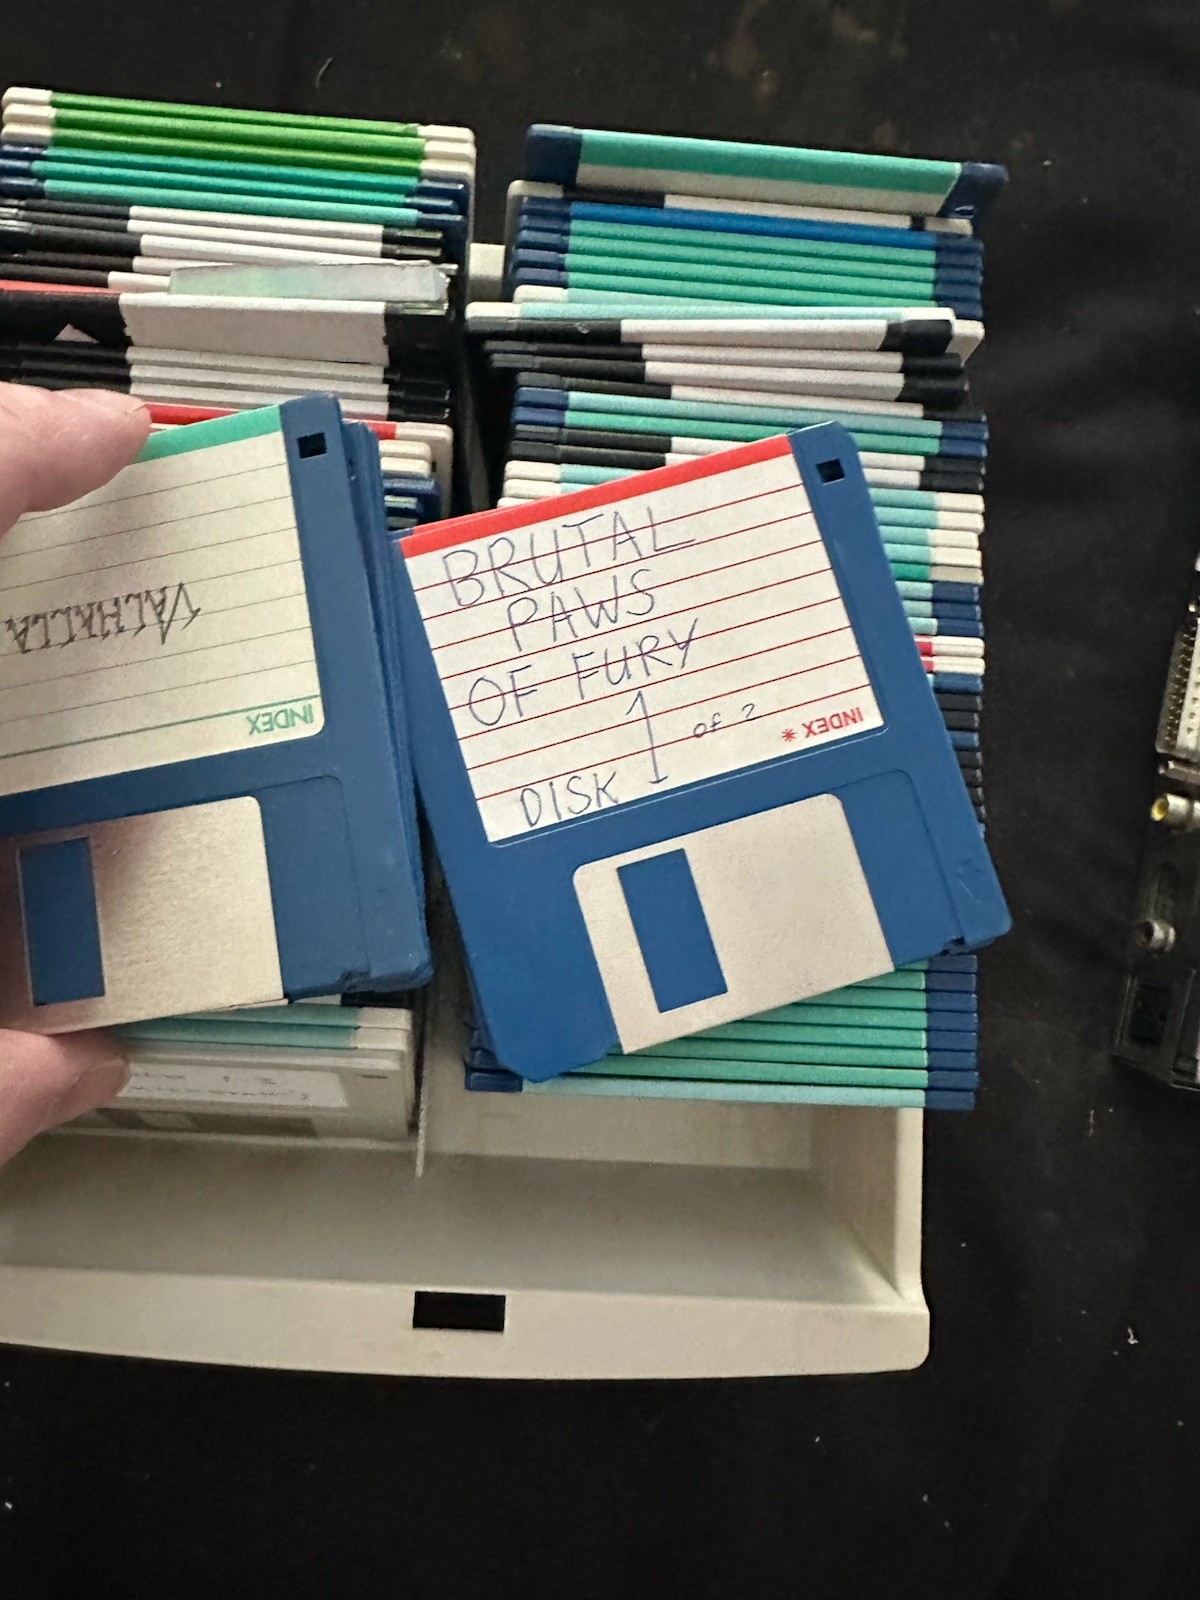 VALHALLA
INDEX
BRUTAL
PAWS
OF FURY
1 of 2
DISK
INDEX *